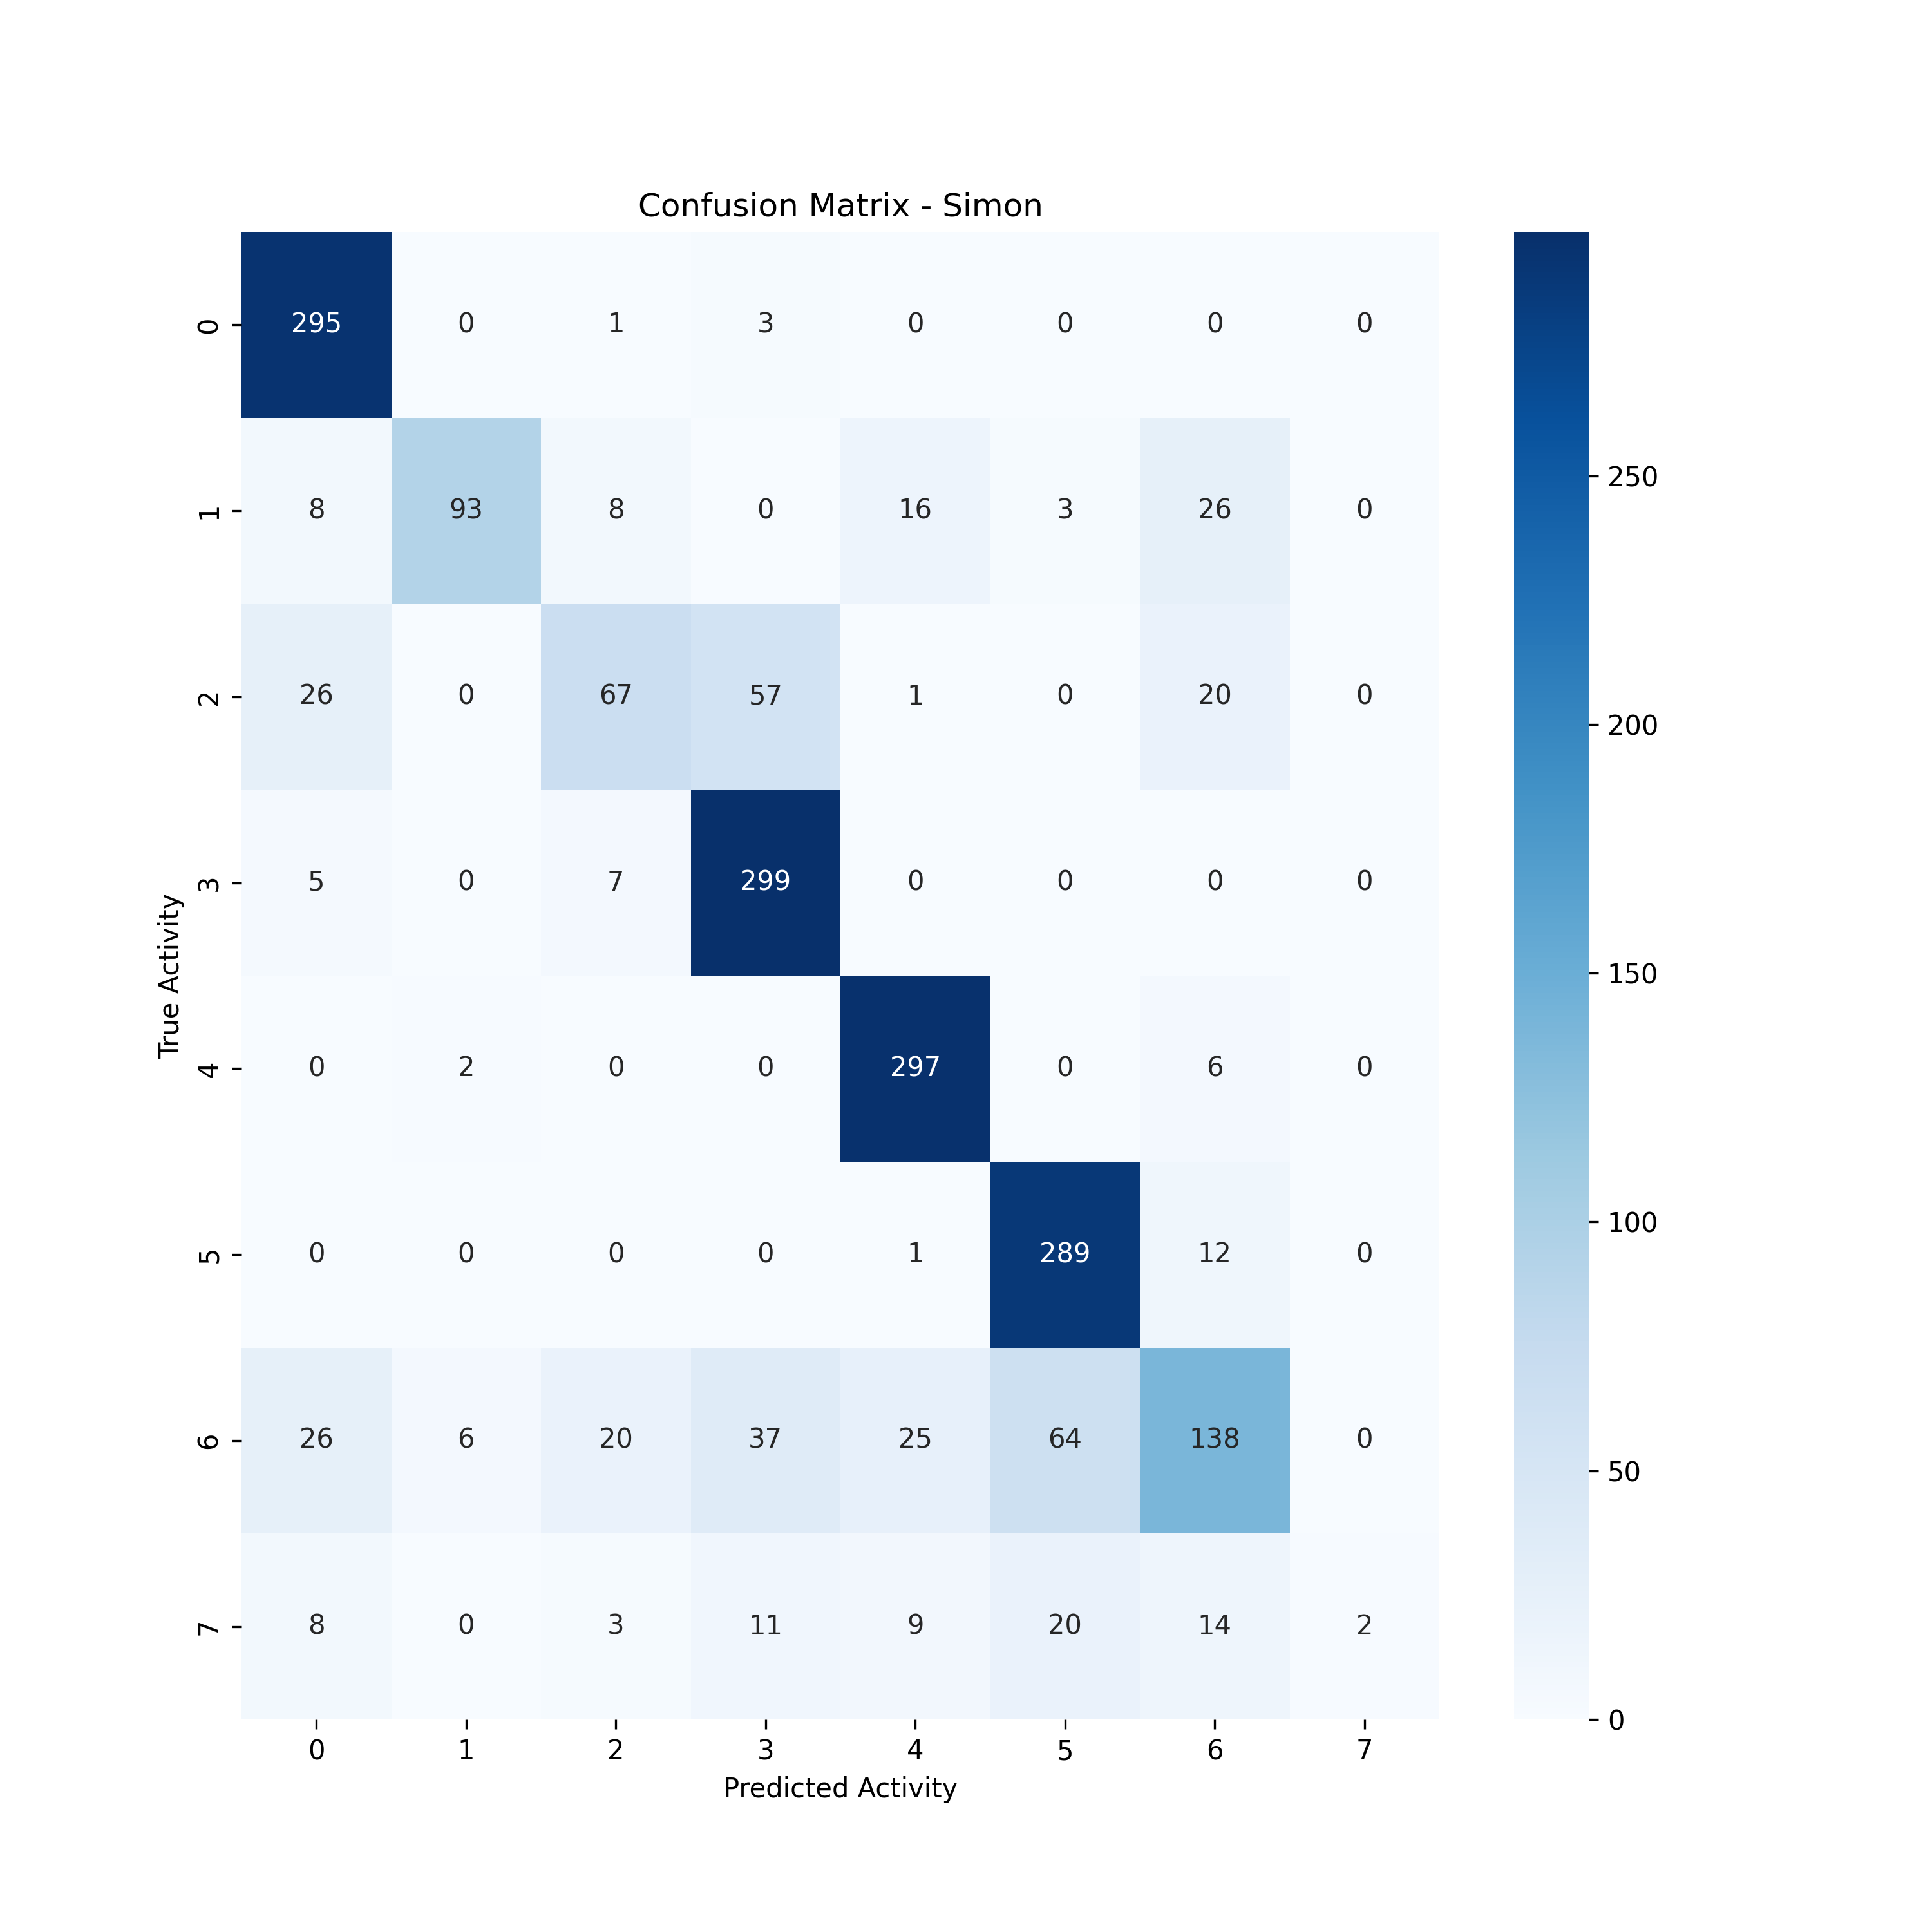 Confusion Matrix - Simon
0 295 0 1 3 0 0 0 0
1 8 93 8 0 16 3 26 0
2 26 0 67 57 1 0 20 0
3 5 0 7 299 0 0 0 0
4 0 2 0 0 297 0 6 0
5 0 0 0 0 1 289 12 0
6 26 6 20 37 25 64 138 0
7 8 0 3 11 9 20 14 2
0 1 2 3 4 5 6 7
Predicted Activity
True Activity
250
200
150
100
50
0